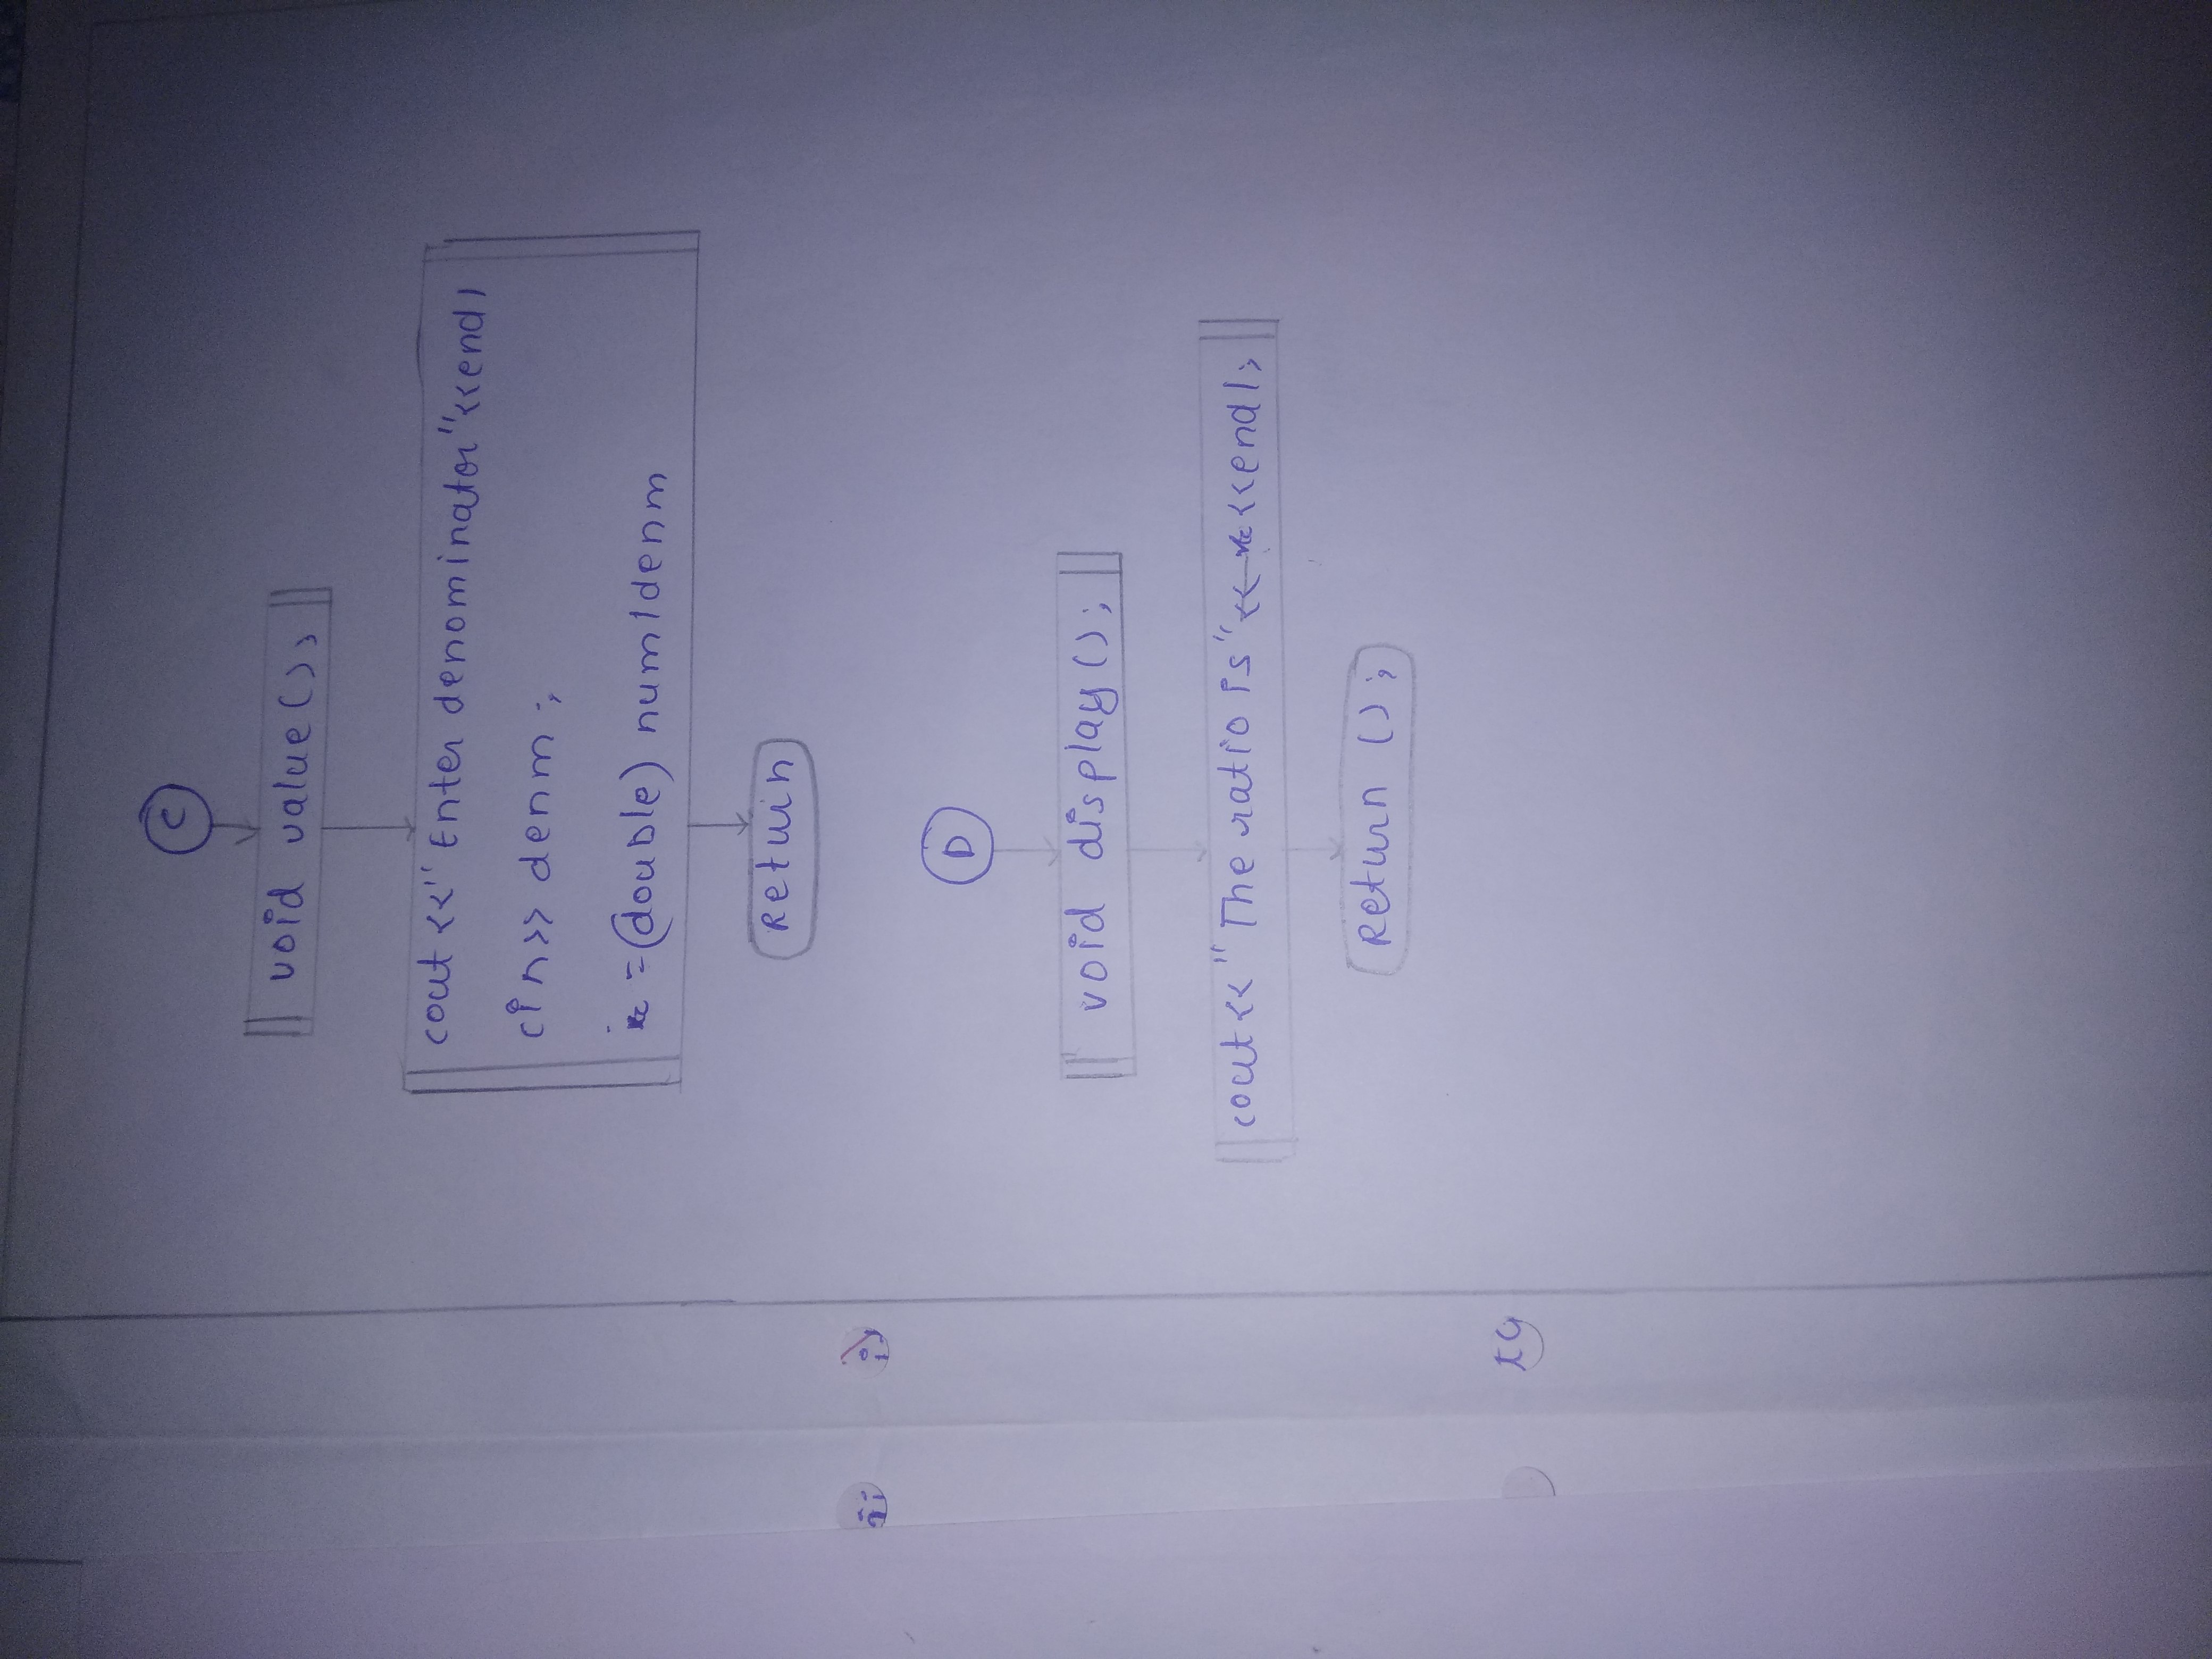 C
void value();
cout<<"Enter denominator"<<endl
cin>> denm;
=(double) num/denm
Return
D
void display();
cout<<"The ratio is"<< <<endl;
Return ();
i)
ii